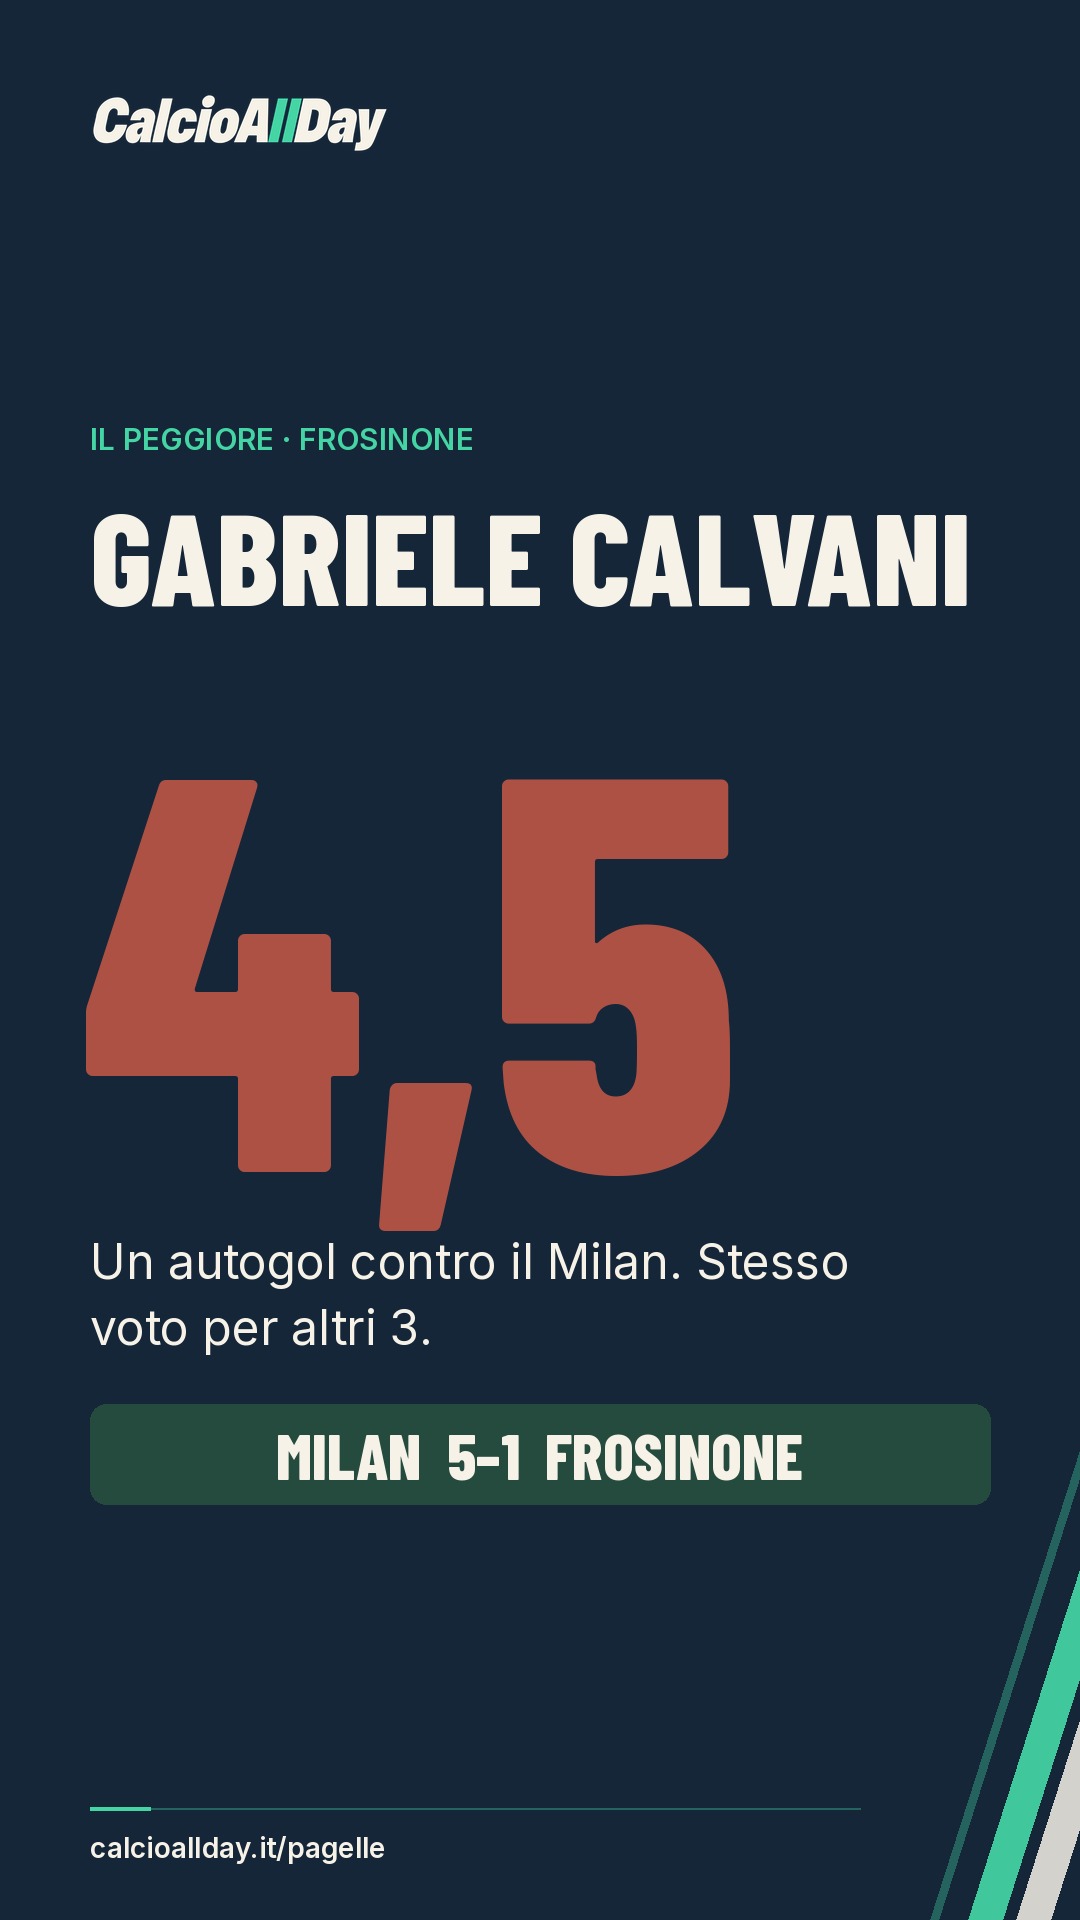 CalcioAllDay
IL PEGGIORE · FROSINONE
GABRIELE CALVANI
4,5
Un autogol contro il Milan. Stesso
voto per altri 3.
MILAN 5–1 FROSINONE
calcioallday.it/pagelle